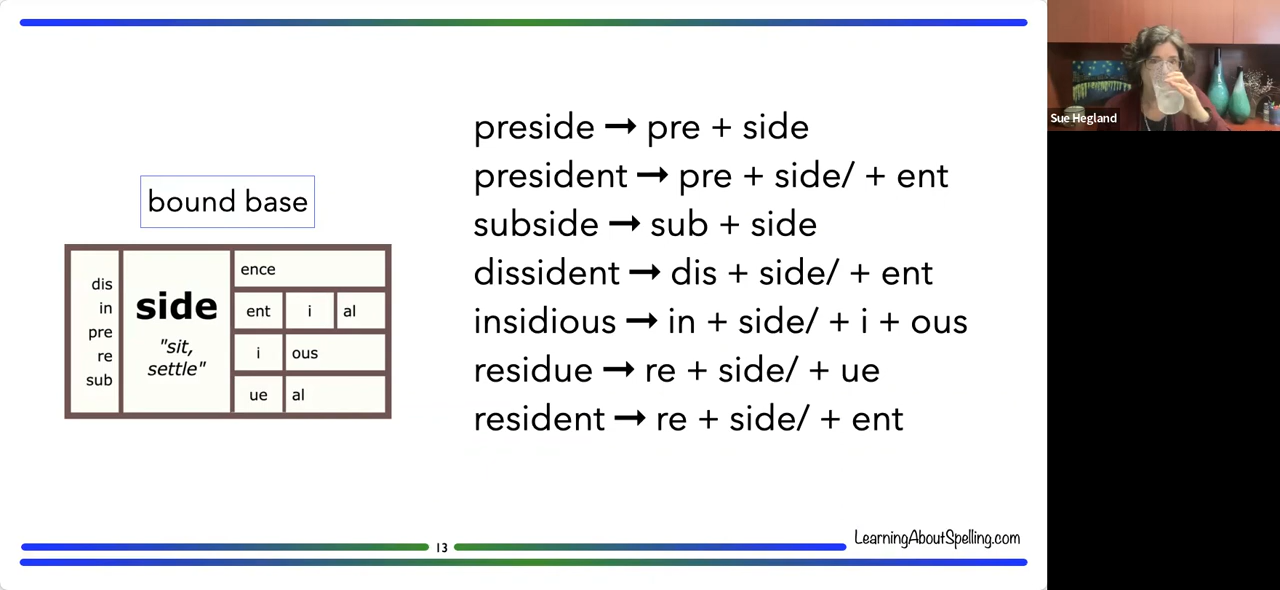 bound base
dis
in
pre
re
sub
side
"sit,
settle"
ence
ent i al
i ous
ue al
preside → pre + side
president → pre + side/ + ent
subside → sub + side
dissident → dis + side/ + ent
insidious → in + side/ + i + ous
residue → re + side/ + ue
resident → re + side/ + ent
13
LearningAboutSpelling.com
Sue Hegland